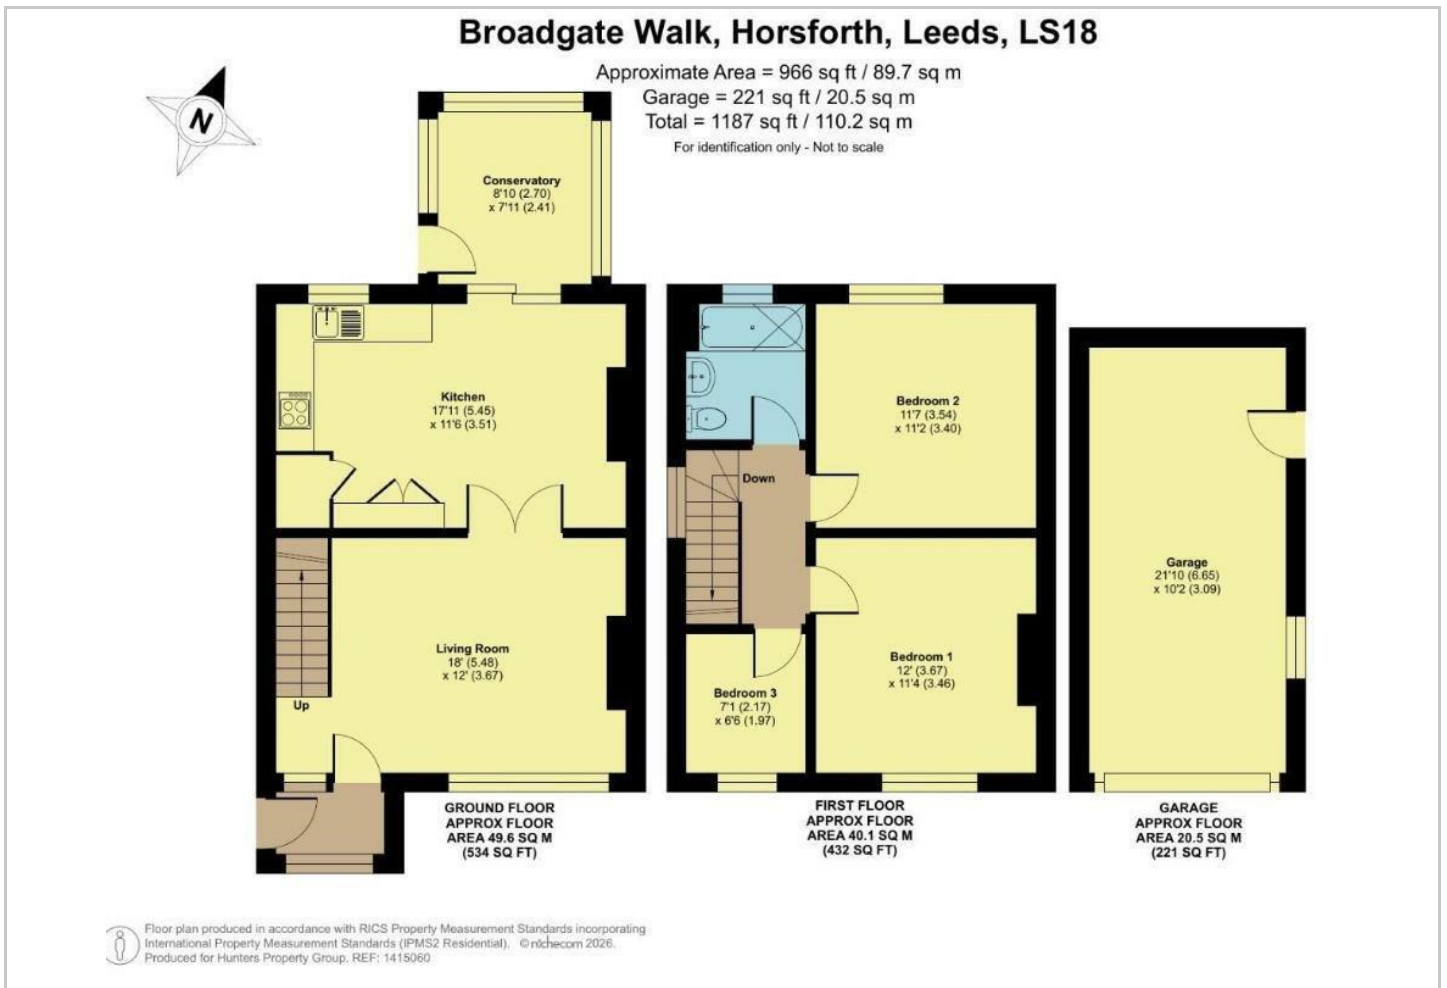 Broadgate Walk, Horsforth, Leeds, LS18
Approximate Area = 966 sq ft / 89.7 sq m
Garage = 221 sq ft / 20.5 sq m
Total = 1187 sq ft / 110.2 sq m
For identification only - Not to scale
N
Conservatory
8'10 (2.70)
x 7'11 (2.41)
Kitchen
17'11 (5.45)
x 11'6 (3.51)
Living Room
18' (5.48)
x 12' (3.67)
Up
GROUND FLOOR
APPROX FLOOR
AREA 49.6 SQ M
(534 SQ FT)
Down
Bedroom 2
11'7 (3.54)
x 11'2 (3.40)
Bedroom 1
12' (3.67)
x 11'4 (3.46)
Bedroom 3
7'1 (2.17)
x 6'6 (1.97)
FIRST FLOOR
APPROX FLOOR
AREA 40.1 SQ M
(432 SQ FT)
Garage
21'10 (6.65)
x 10'2 (3.09)
GARAGE
APPROX FLOOR
AREA 20.5 SQ M
(221 SQ FT)
Floor plan produced in accordance with RICS Property Measurement Standards incorporating
International Property Measurement Standards (IPMS2 Residential). © nichecom 2026.
Produced for Hunters Property Group. REF: 1415060